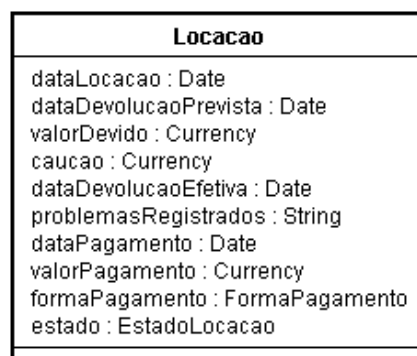 Locacao
dataLocacao : Date
dataDevolucaoPrevista : Date
valorDevido : Currency
caucao : Currency
dataDevolucaoEfetiva : Date
problemasRegistrados : String
dataPagamento : Date
valorPagamento : Currency
formaPagamento : FormaPagamento
estado : EstadoLocacao